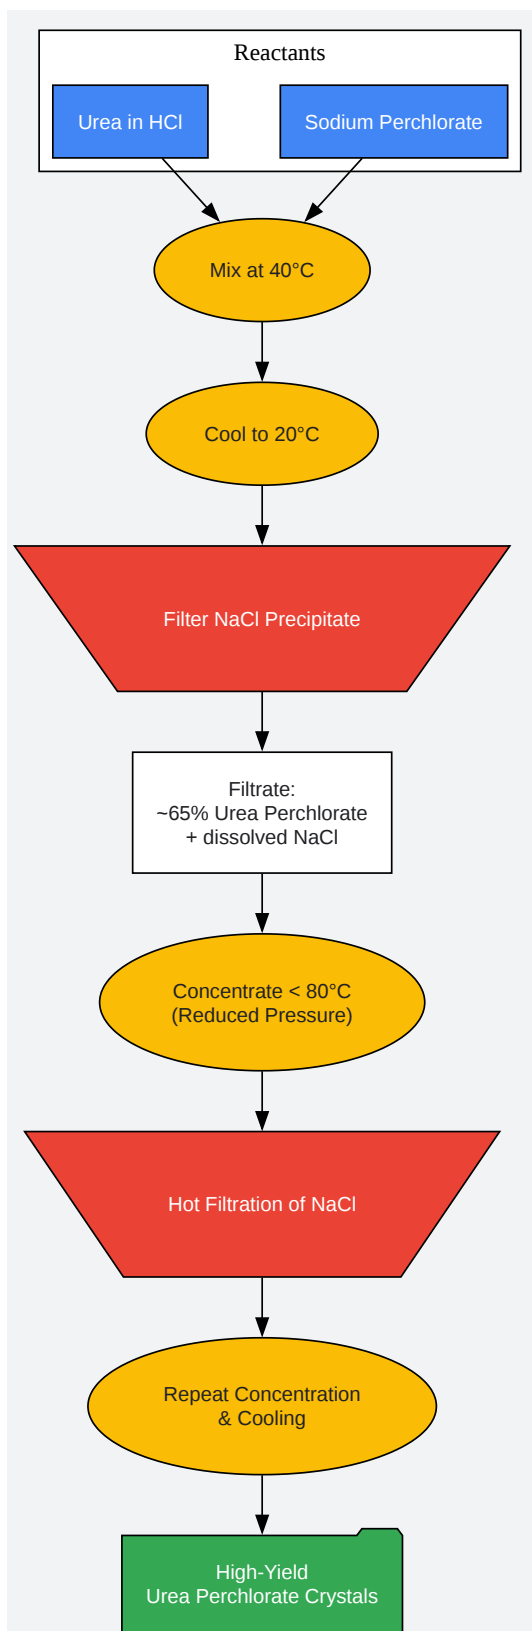 Reactants
Urea in HCl
Sodium Perchlorate
Mix at 40°C
Cool to 20°C
Filter NaCl Precipitate
Filtrate:
~65% Urea Perchlorate
+ dissolved NaCl
Concentrate < 80°C
(Reduced Pressure)
Hot Filtration of NaCl
Repeat Concentration
& Cooling
High-Yield
Urea Perchlorate Crystals